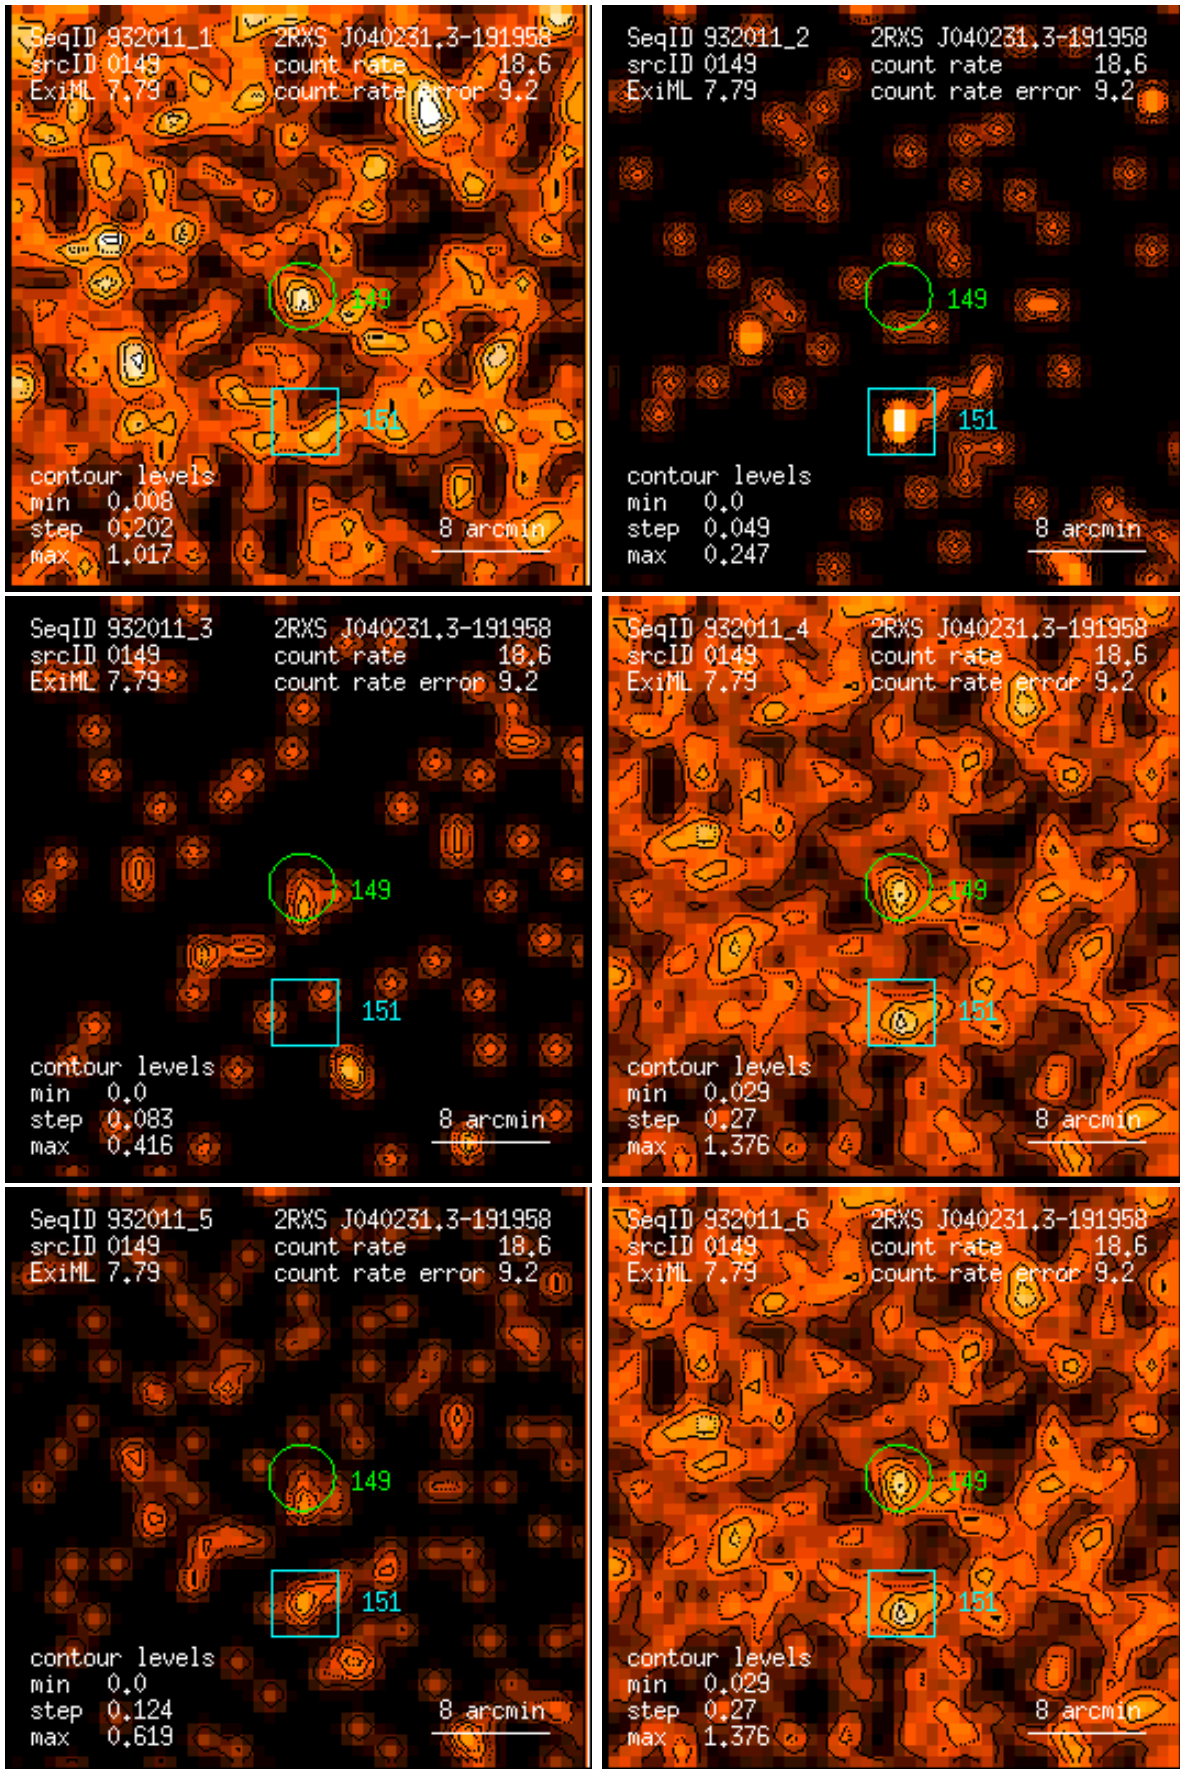 SeqID 932011_1 2RXS J040231.3-191958
srcID 0149 count rate 18.6
ExiML 7.79 count rate error 9.2
149
151
contour levels
min 0.008
step 0.202 8 arcmin
max 1.017
SeqID 932011_2 2RXS J040231.3-191958
srcID 0149 count rate 18.6
ExiML 7.79 count rate error 9.2
149
151
contour levels
min 0.0
step 0.049 8 arcmin
max 0.247
SeqID 932011_3 2RXS J040231.3-191958
srcID 0149 count rate 18.6
ExiML 7.79 count rate error 9.2
149
151
contour levels
min 0.0
step 0.083 8 arcmin
max 0.416
SeqID 932011_4 2RXS J040231.3-191958
srcID 0149 count rate 18.6
ExiML 7.79 count rate error 9.2
149
151
contour levels
min 0.029
step 0.27 8 arcmin
max 1.376
SeqID 932011_5 2RXS J040231.3-191958
srcID 0149 count rate 18.6
ExiML 7.79 count rate error 9.2
149
151
contour levels
min 0.0
step 0.124 8 arcmin
max 0.619
SeqID 932011_6 2RXS J040231.3-191958
srcID 0149 count rate 18.6
ExiML 7.79 count rate error 9.2
149
151
contour levels
min 0.029
step 0.27 8 arcmin
max 1.376